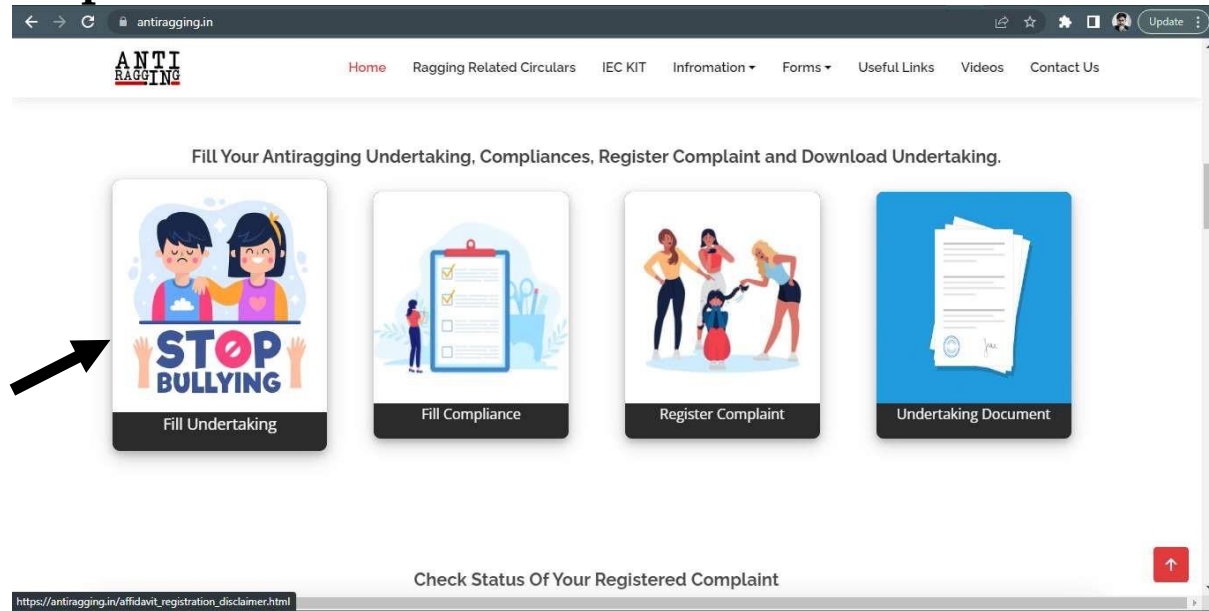 antiragging.in
Update
ANTI
RAGGING
Home Ragging Related Circulars IEC KIT Infromation Forms Useful Links Videos Contact Us
Fill Your Antiragging Undertaking, Compliances, Register Complaint and Download Undertaking.
STOP
BULLYING
Fill Undertaking
Fill Compliance
Register Complaint
Undertaking Document
Check Status Of Your Registered Complaint
https://antiragging.in/affidavit_registration_disclaimer.html